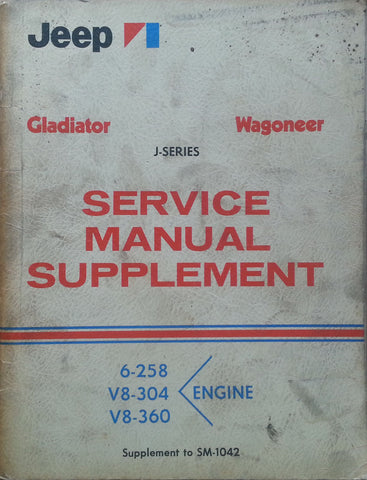 Jeep
Gladiator Wagoneer
J-SERIES
SERVICE
MANUAL
SUPPLEMENT
6-258
V8-304 ENGINE
V8-360
Supplement to SM-1042